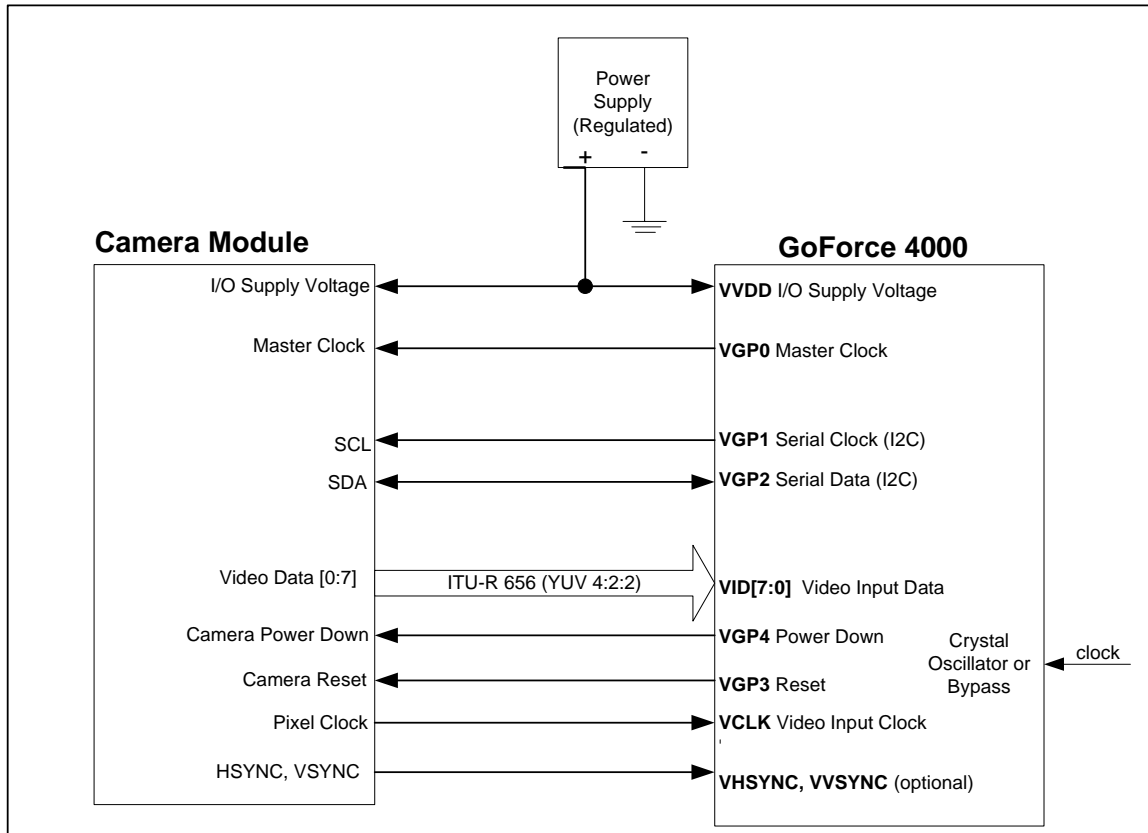 Power
Supply
(Regulated)
+ -
Camera Module
GoForce 4000
I/O Supply Voltage
VVDD I/O Supply Voltage
Master Clock
VGP0 Master Clock
SCL
VGP1 Serial Clock (I2C)
SDA
VGP2 Serial Data (I2C)
Video Data [0:7]
ITU-R 656 (YUV 4:2:2)
VID[7:0] Video Input Data
Camera Power Down
VGP4 Power Down
Crystal
Oscillator or
Bypass
clock
Camera Reset
VGP3 Reset
Pixel Clock
VCLK Video Input Clock
'
HSYNC, VSYNC
VHSYNC, VVSYNC (optional)